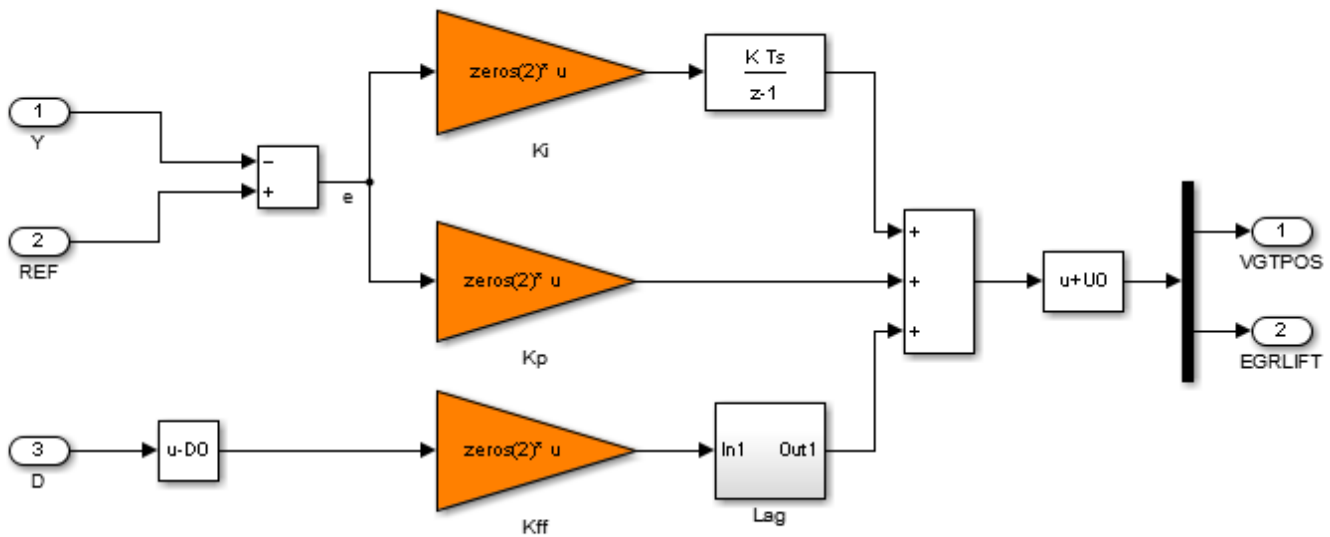 zeros(2)* u
K Ts
z-1
Ki
1
Y
−
+
e
2
REF
zeros(2)* u
Kp
+
+
+
u+U0
1
VGTPOS
2
EGRLIFT
3
D
u-D0
zeros(2)* u
Kff
In1 Out1
Lag